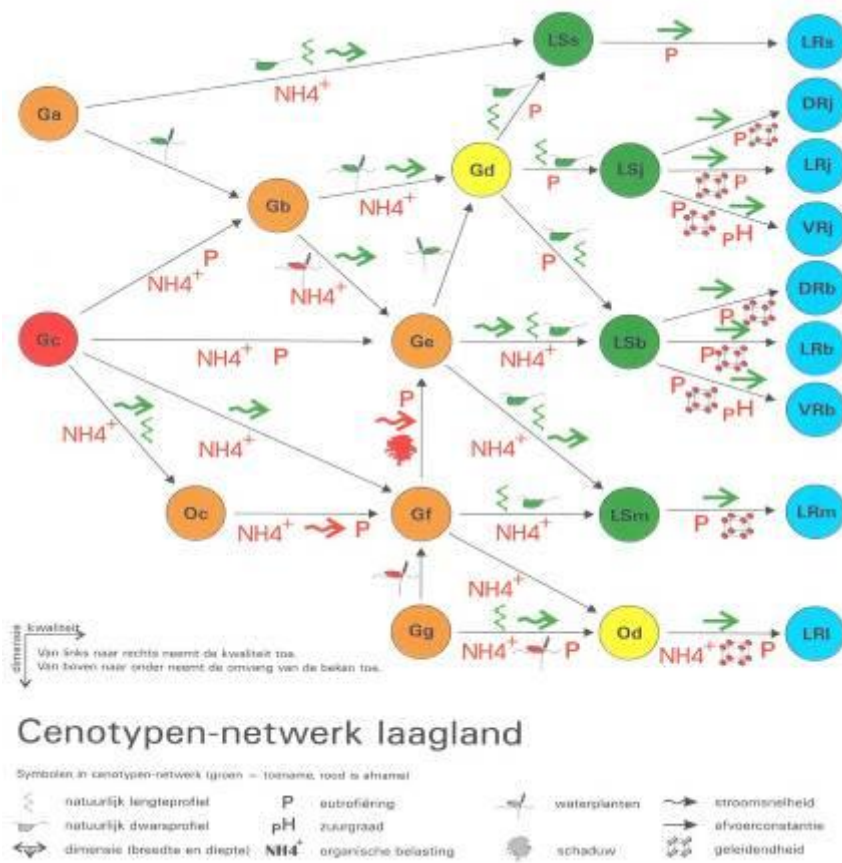 LSs P LRs
NH4+
Ga DRj
P P
Gd P LSj P LRj
Gb NH4+ P
P pH VRj
NH4+ P NH4+ P
DRb
P
Gc NH4+ P Ge NH4+ LSb P LRb
P pH VRb
P
NH4+ NH4+ NH4+
Oc NH4+ P Gf NH4+ LSm P LRm
NH4+
Gg NH4+ P Od NH4+ P LRl
dimensie
kwaliteit
Van links naar rechts neemt de kwaliteit toe.
Van boven naar onder neemt de omvang van de beken toe.
Cenotypen-netwerk laagland
Symbolen in cenotypen-netwerk (groen = toename, rood is afname)
natuurlijk lengteprofiel P eutrofiëring waterplanten stroomsnelheid
natuurlijk dwarsprofiel pH zuurgraad afvoerconstantie
dimensie (breedte en diepte) NH4+ organische belasting schaduw geleidendheid